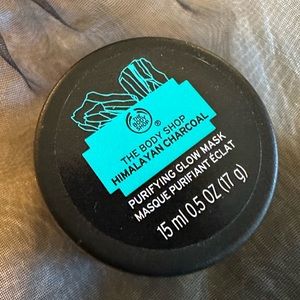 THE
BODY
SHOP
®
THE BODY SHOP
HIMALAYAN CHARCOAL
PURIFYING GLOW MASK
MASQUE PURIFIANT ÉCLAT
15 ml 0.5 OZ (17 g)